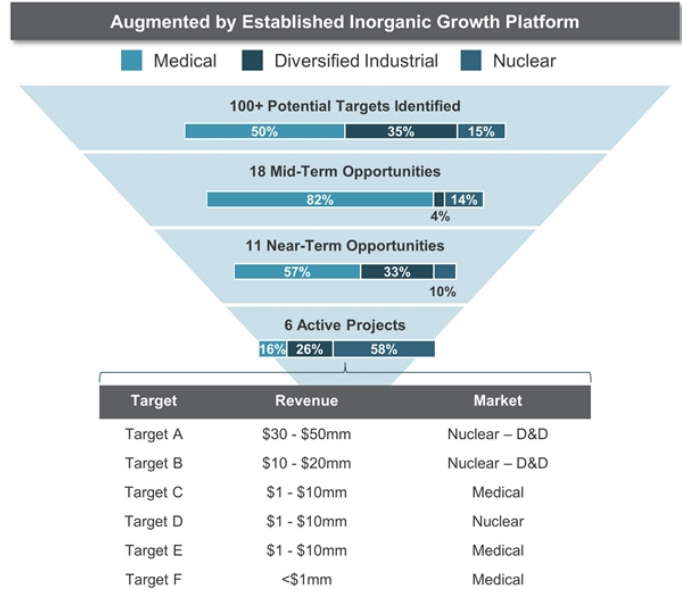 Augmented by Established Inorganic Growth Platform
Medical Diversified Industrial Nuclear
100+ Potential Targets Identified
50% 35% 15%
18 Mid-Term Opportunities
82% 14%
4%
11 Near-Term Opportunities
57% 33%
10%
6 Active Projects
16% 26% 58%
Target Revenue Market
Target A $30 - $50mm Nuclear – D&D
Target B $10 - $20mm Nuclear – D&D
Target C $1 - $10mm Medical
Target D $1 - $10mm Nuclear
Target E $1 - $10mm Medical
Target F <$1mm Medical